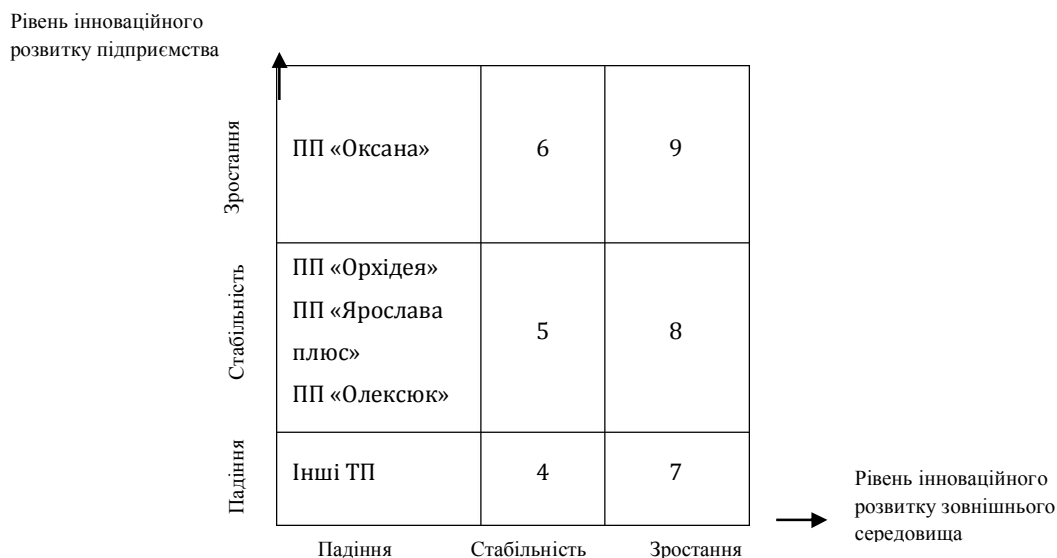 Рівень інноваційного
розвитку підприємства
Зростання
ПП «Оксана»
6
9
Стабільність
ПП «Орхідея»
ПП «Ярослава
плюс»
ПП «Олексюк»
5
8
Падіння
Інші ТП
4
7
Рівень інноваційного
розвитку зовнішнього
середовища
Падіння
Стабільність
Зростання